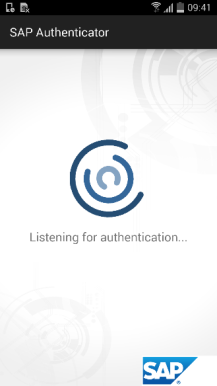 09:41
SAP Authenticator
Listening for authentication...
SAP